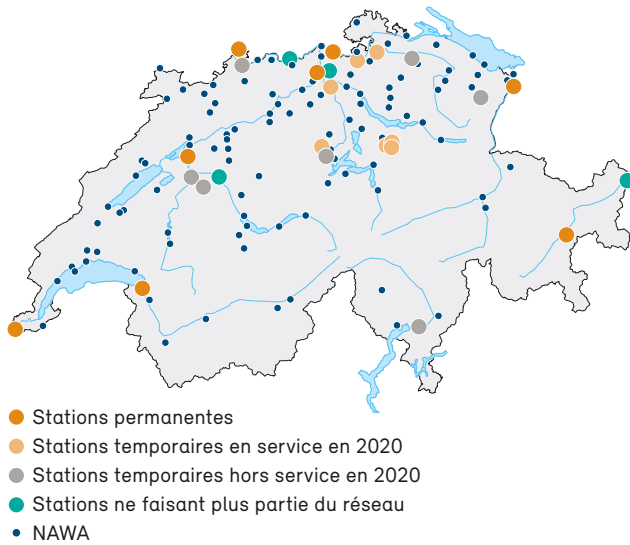 Stations permanentes
Stations temporaires en service en 2020
Stations temporaires hors service en 2020
Stations ne faisant plus partie du réseau
NAWA